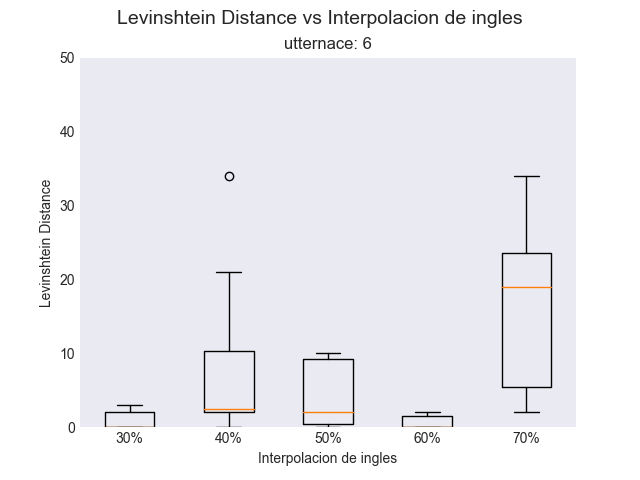 Levinshtein Distance vs Interpolacion de ingles
utternace: 6
50
40
30
20
10
0
Levinshtein Distance
30% 40% 50% 60% 70%
Interpolacion de ingles